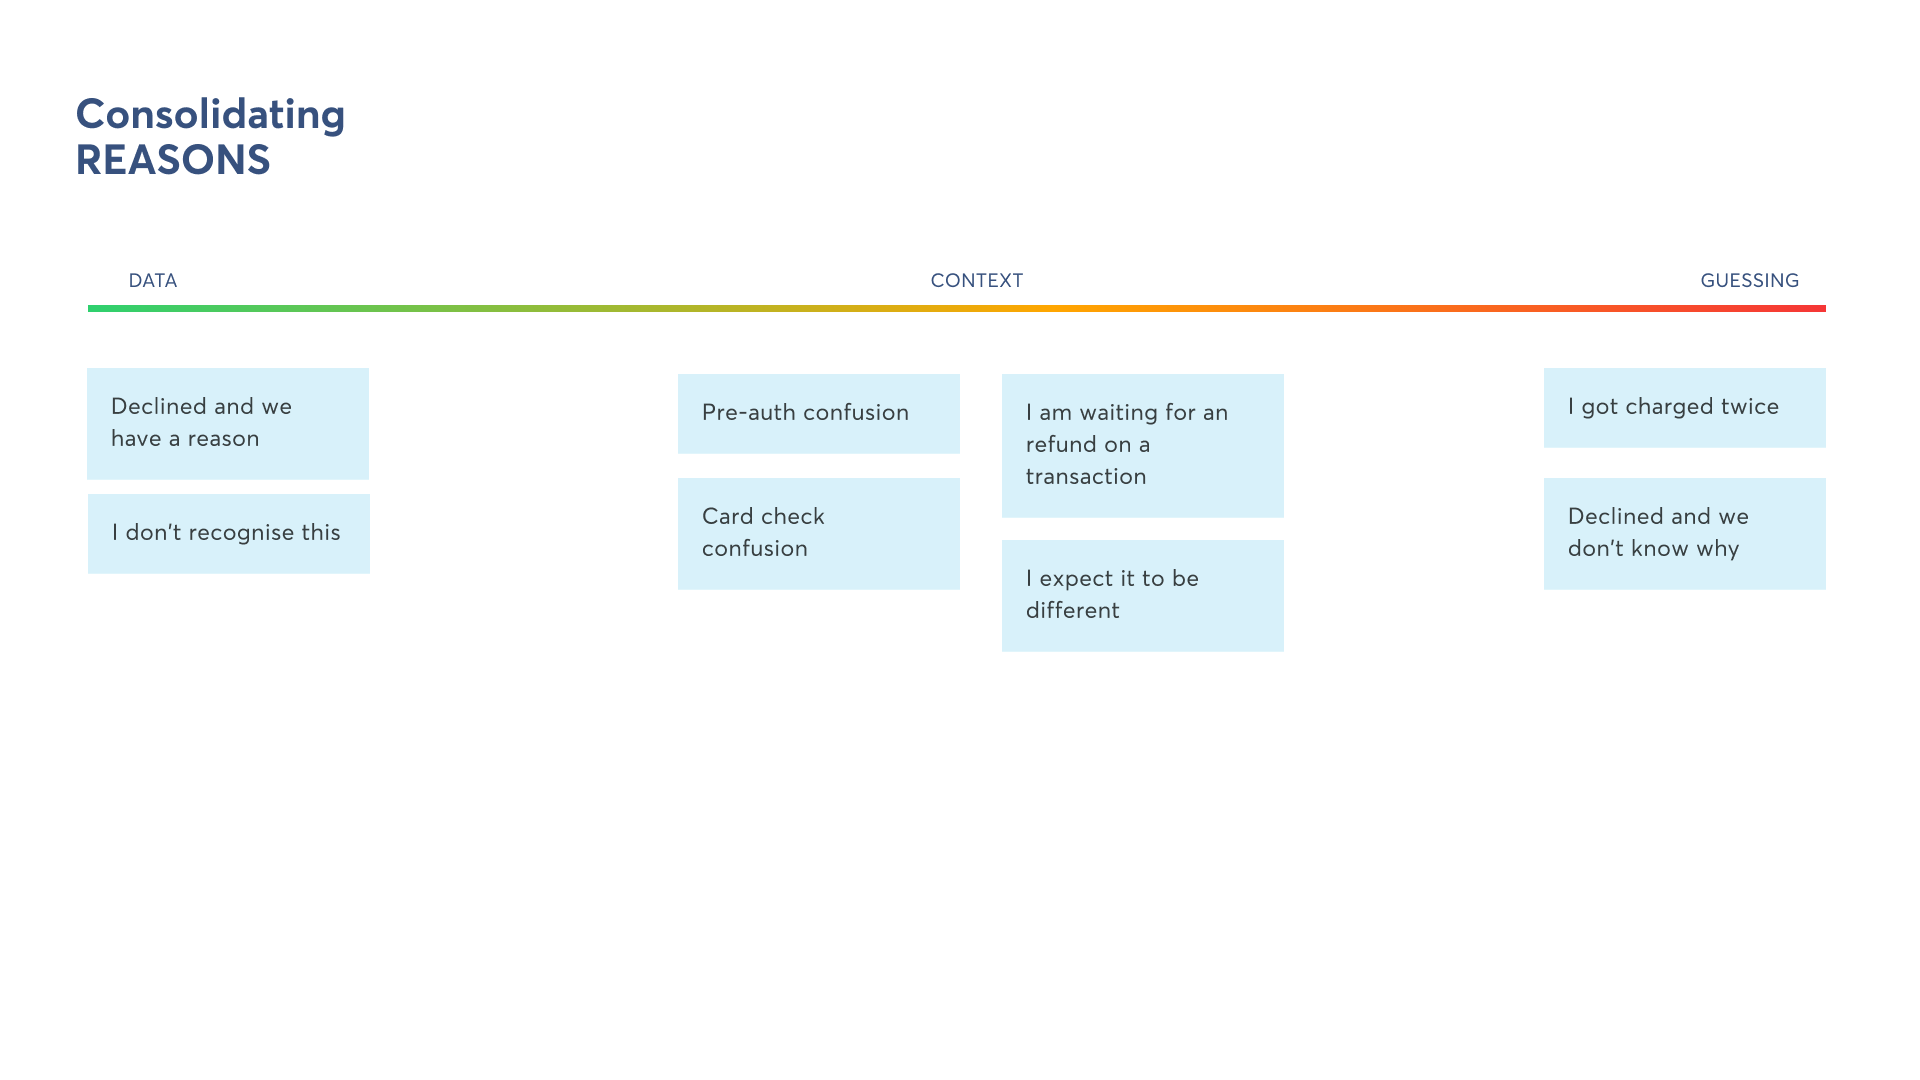 Consolidating
REASONS
DATA
CONTEXT
GUESSING
Declined and we
have a reason
I don't recognise this
Pre-auth confusion
Card check
confusion
I am waiting for an
refund on a
transaction
I expect it to be
different
I got charged twice
Declined and we
don't know why